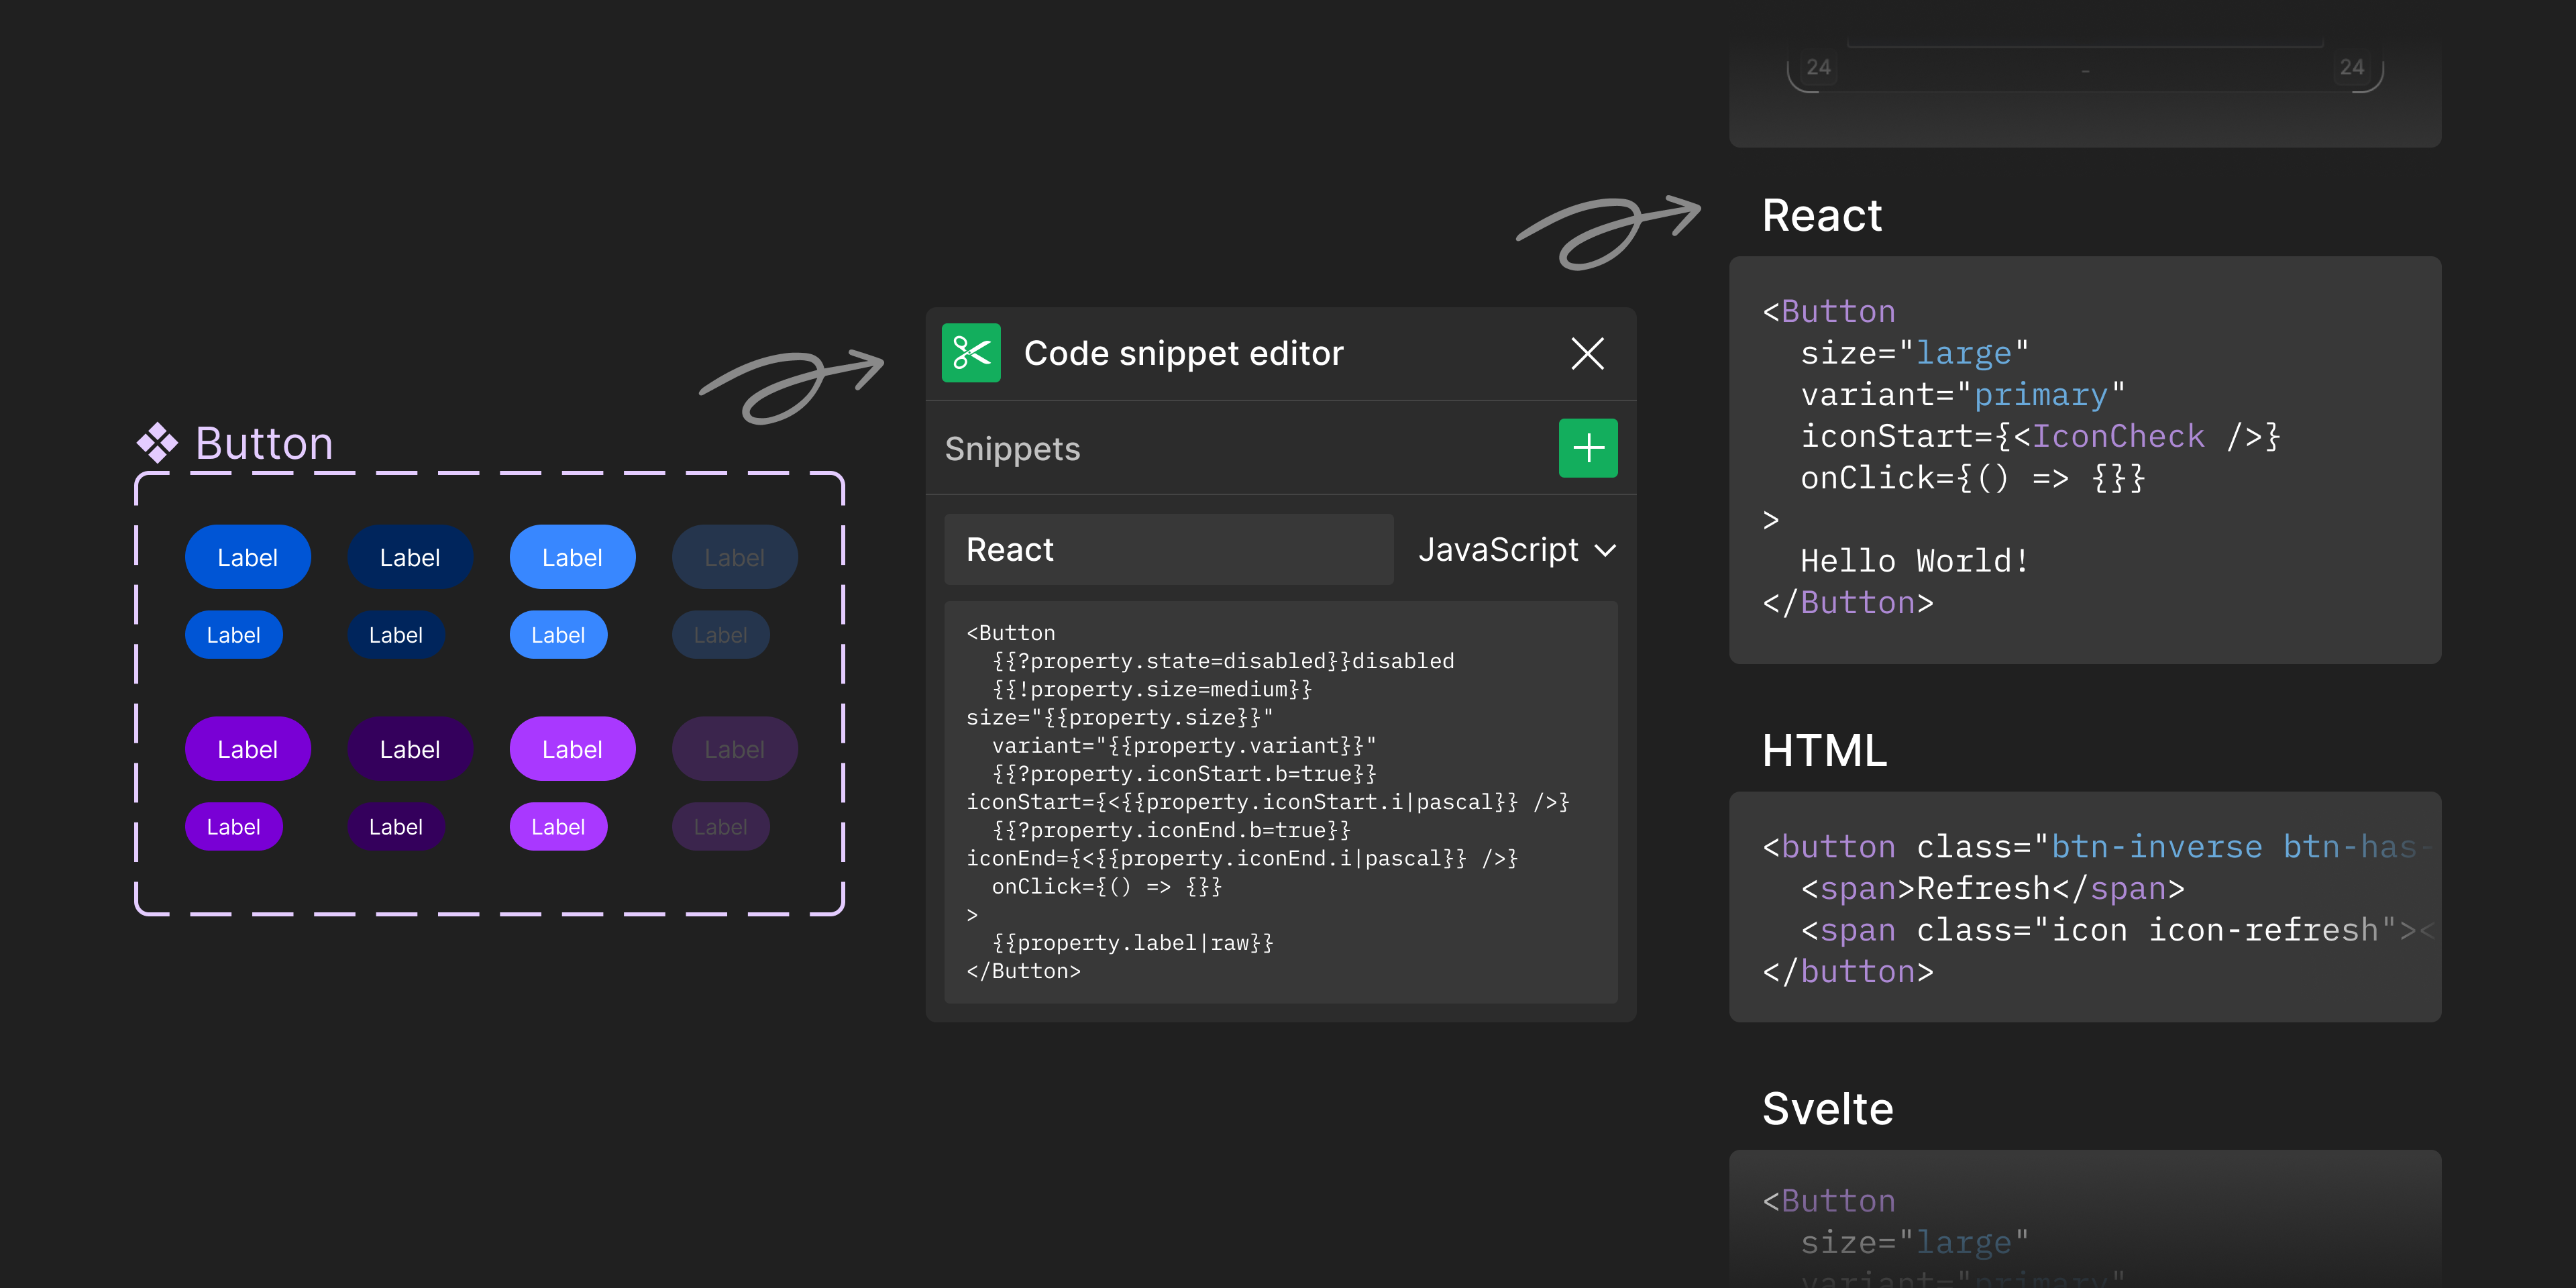 Button
Label Label Label Label
Label Label Label Label
Label Label Label Label
Label Label Label Label
Code snippet editor
Snippets
React
JavaScript
<Button
  {{?property.state=disabled}}disabled
  {{!property.size=medium}}
size="{{property.size}}"
  variant="{{property.variant}}"
  {{?property.iconStart.b=true}}
iconStart={<{{property.iconStart.i|pascal}} />}
  {{?property.iconEnd.b=true}}
iconEnd={<{{property.iconEnd.i|pascal}} />}
  onClick={() => {}}
>
  {{property.label|raw}}
</Button>
24 - 24
React
<Button
  size="large"
  variant="primary"
  iconStart={<IconCheck />}
  onClick={() => {}}
>
  Hello World!
</Button>
HTML
<button class="btn-inverse btn-has-
  <span>Refresh</span>
  <span class="icon icon-refresh"><
</button>
Svelte
<Button
  size="large"
  variant="primary"